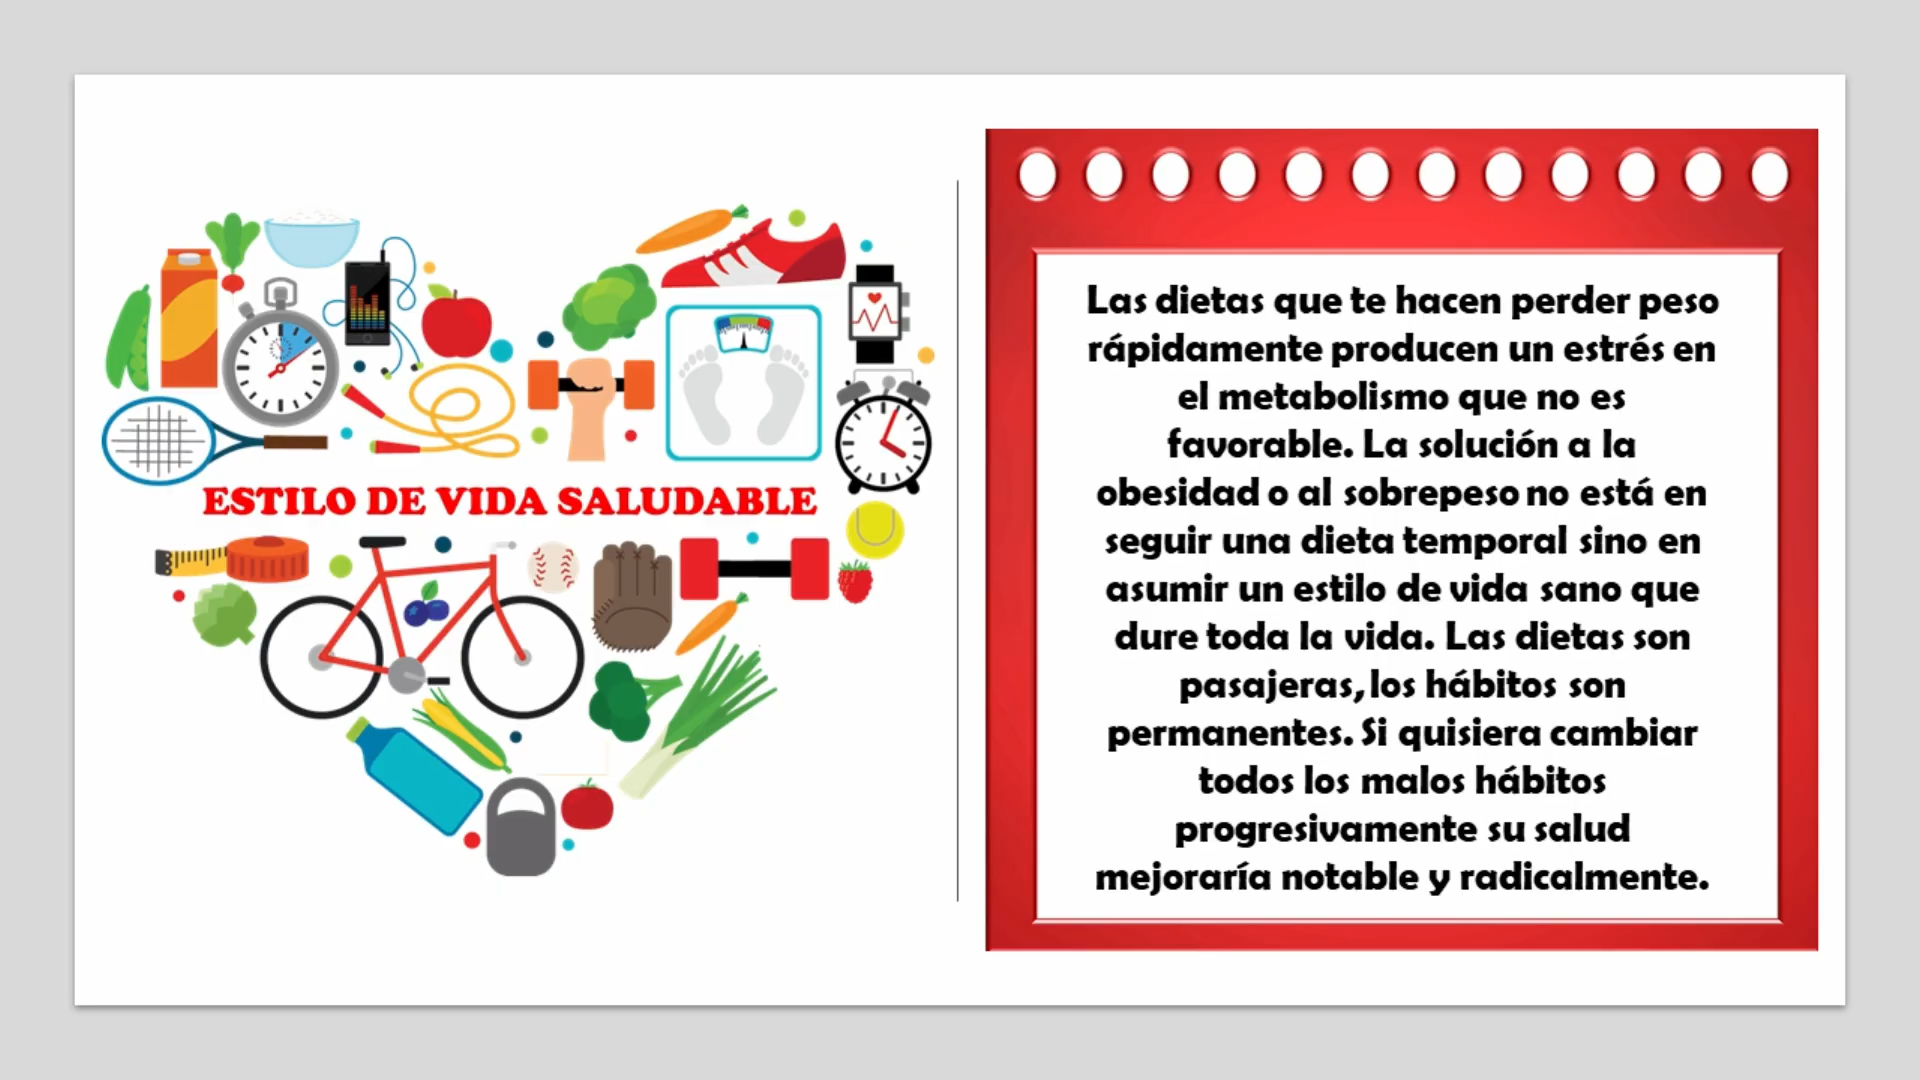 ESTILO DE VIDA SALUDABLE
Las dietas que te hacen perder peso
rápidamente producen un estrés en
el metabolismo que no es
favorable. La solución a la
obesidad o al sobrepeso no está en
seguir una dieta temporal sino en
asumir un estilo de vida sano que
dure toda la vida. Las dietas son
pasajeras, los hábitos son
permanentes. Si quisiera cambiar
todos los malos hábitos
progresivamente su salud
mejoraría notable y radicalmente.